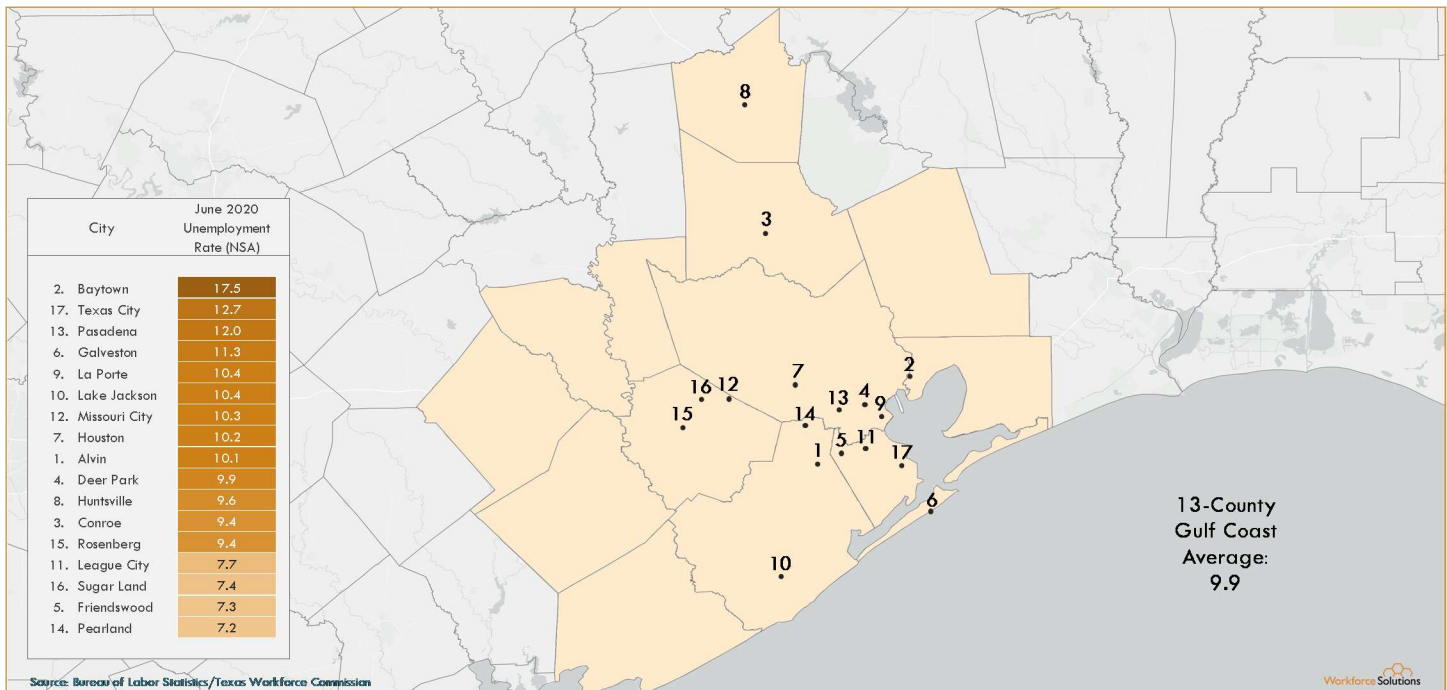 City
June 2020
Unemployment
Rate (NSA)
2. Baytown 17.5
17. Texas City 12.7
13. Pasadena 12.0
6. Galveston 11.3
9. La Porte 10.4
10. Lake Jackson 10.4
12. Missouri City 10.3
7. Houston 10.2
1. Alvin 10.1
4. Deer Park 9.9
8. Huntsville 9.6
3. Conroe 9.4
15. Rosenberg 9.4
11. League City 7.7
16. Sugar Land 7.4
5. Friendswood 7.3
14. Pearland 7.2
Source: Bureau of Labor Statistics/Texas Workforce Commission
8
3
2
7
16 12
13 4
9
15
14
5 11
1
17
6
10
13-County
Gulf Coast
Average:
9.9
Workforce Solutions